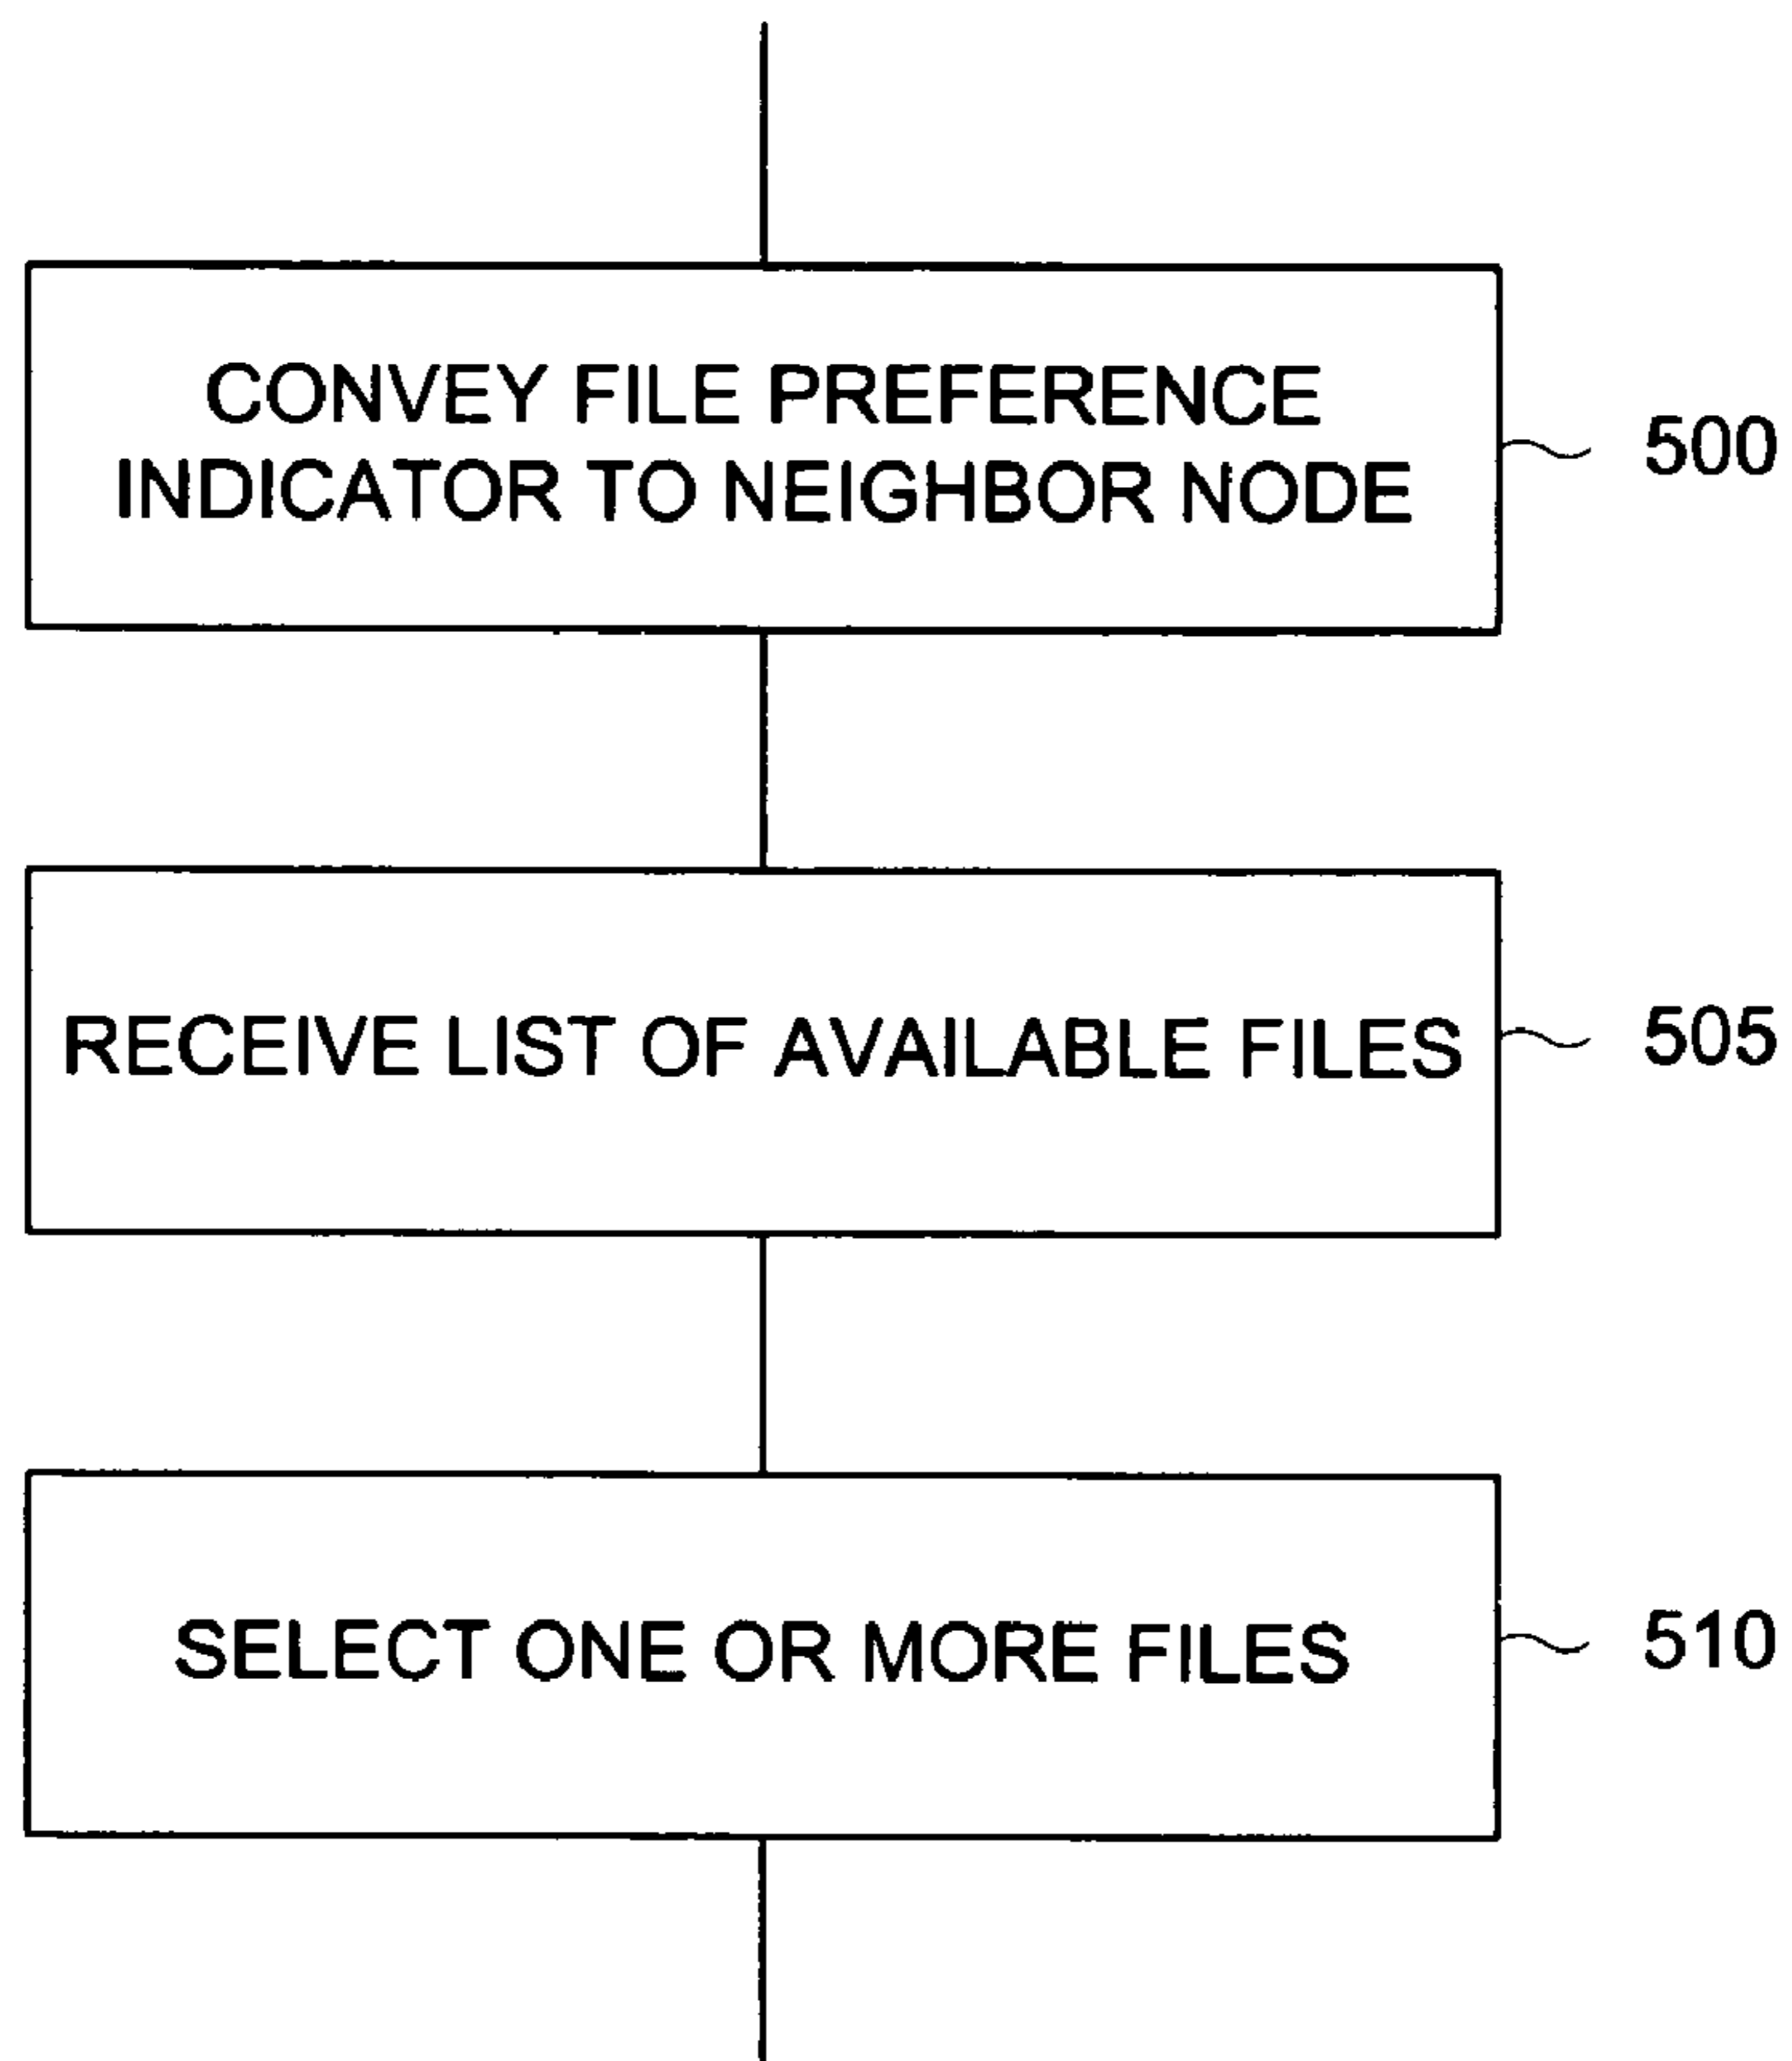 CONVEY FILE PREFERENCE
INDICATOR TO NEIGHBOR NODE
500
RECEIVE LIST OF AVAILABLE FILES
505
SELECT ONE OR MORE FILES
510